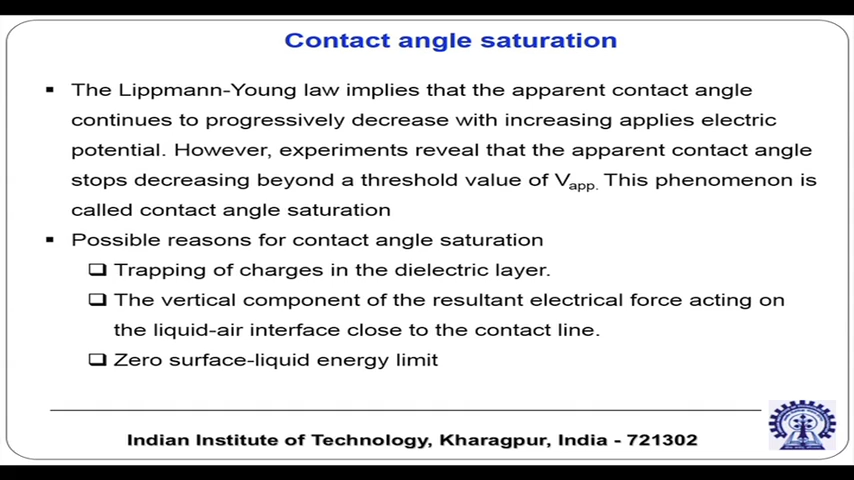 Contact angle saturation
▪ The Lippmann-Young law implies that the apparent contact angle
continues to progressively decrease with increasing applies electric
potential. However, experiments reveal that the apparent contact angle
stops decreasing beyond a threshold value of Vapp. This phenomenon is
called contact angle saturation
▪ Possible reasons for contact angle saturation
❑ Trapping of charges in the dielectric layer.
❑ The vertical component of the resultant electrical force acting on
the liquid-air interface close to the contact line.
❑ Zero surface-liquid energy limit
Indian Institute of Technology, Kharagpur, India - 721302